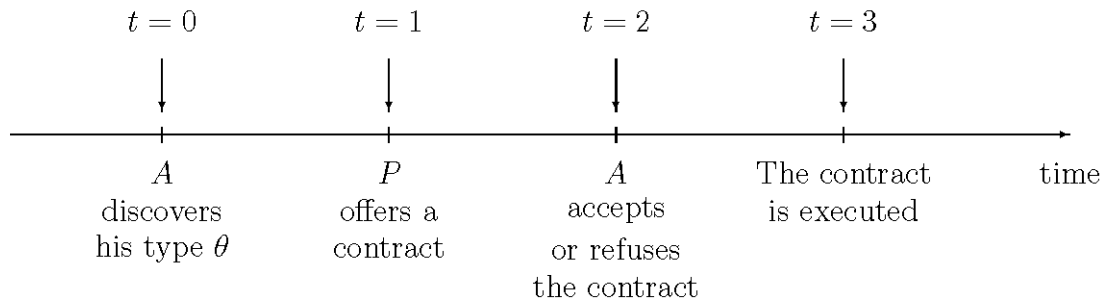 t = 0
t = 1
t = 2
t = 3
A
discovers
his type θ
P
offers a
contract
A
accepts
or refuses
the contract
The contract
is executed
time